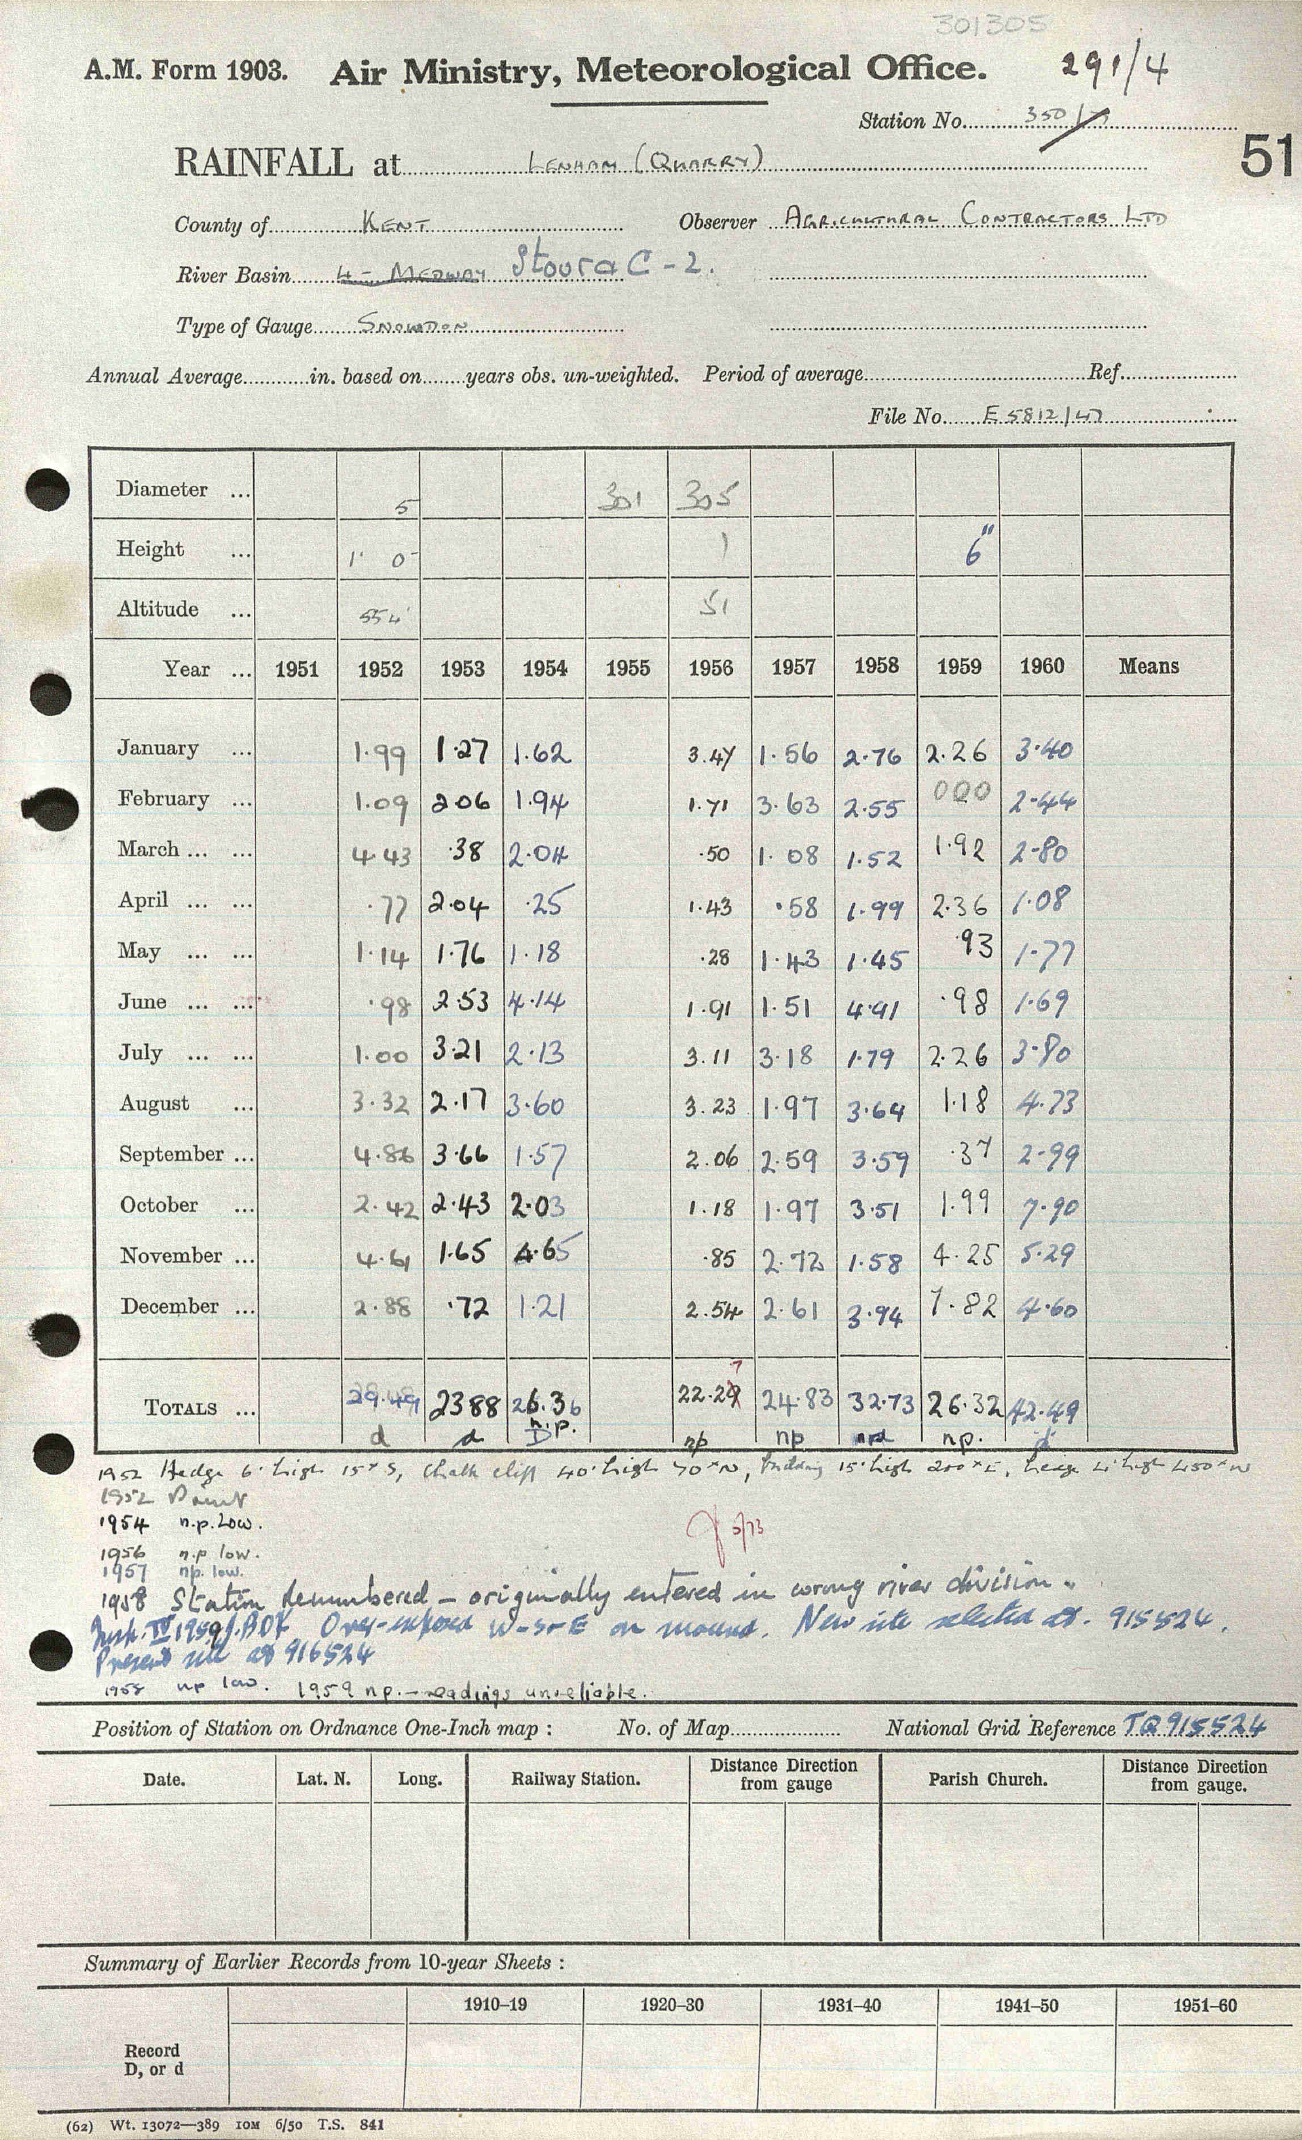 301305
A.M. Form 1903. Air Ministry, Meteorological Office. 291/4
Station No. 350/7
51
RAINFALL at LENHAM (QUARRY)
County of KENT Observer AGRICULTURAL CONTRACTORS LTD
River Basin 4 - MEDWAY Stour a C - 2.
Type of Gauge SNOWDON
Annual Average in. based on years obs. un-weighted. Period of average Ref.
File No. E5812/47
Diameter ... 5 301 305
Height ... 1' 0" 1 6"
Altitude ... 554' 51
Year ... 1951 1952 1953 1954 1955 1956 1957 1958 1959 1960 Means
January ... 1.99 1.27 1.62 3.47 1.56 2.76 2.26 3.40
February ... 1.09 2.06 1.94 1.71 3.63 2.55 000 2.44
March ... ... 4.43 .38 2.04 .50 1.08 1.52 1.92 2.80
April ... ... .77 2.04 .25 1.43 .58 1.99 2.36 1.08
May ... ... 1.14 1.76 1.18 .28 1.43 1.45 .93 1.77
June ... ... .98 2.53 4.14 1.91 1.51 4.41 .98 1.69
July ... ... 1.00 3.21 2.13 3.11 3.18 1.79 2.26 3.80
August ... 3.32 2.17 3.60 3.23 1.97 3.64 1.18 4.73
September ... 4.86 3.66 1.57 2.06 2.59 3.59 .37 2.99
October ... 2.42 2.43 2.03 1.18 1.97 3.51 1.99 7.90
November ... 4.61 1.65 4.65 .85 2.72 1.58 4.25 5.29
December ... 2.88 .72 1.21 2.54 2.61 3.94 7.82 4.60
7
TOTALS ... 29.49 23.88 26.36 22.29 24.83 32.73 26.32 42.49
d d D n.p. np np npd np. d
1952 Hedge 6' high 15x S, chalk cliff 40' high 70x N, building 15' high 200x E, hedge 4' high 450x W
1952
1954 n.p. low.
1956 n.p low. 5/73
1957 np. low.
1958 Station renumbered - originally entered in wrong river division.
Insp. IV 1959 Over-exposed W-S-E on mound. New site selected at 915524.
Present site at 916524
1958 np low. 1959 np. - readings unreliable.
Position of Station on Ordnance One-Inch map : No. of Map National Grid Reference TQ 915524
Date. Lat. N. Long. Railway Station. Distance Direction from gauge Parish Church. Distance Direction from gauge.
Summary of Earlier Records from 10-year Sheets :
1910–19 1920–30 1931–40 1941–50 1951–60
Record
D, or d
(62) Wt. 13072—389 10M 6/50 T.S. 841